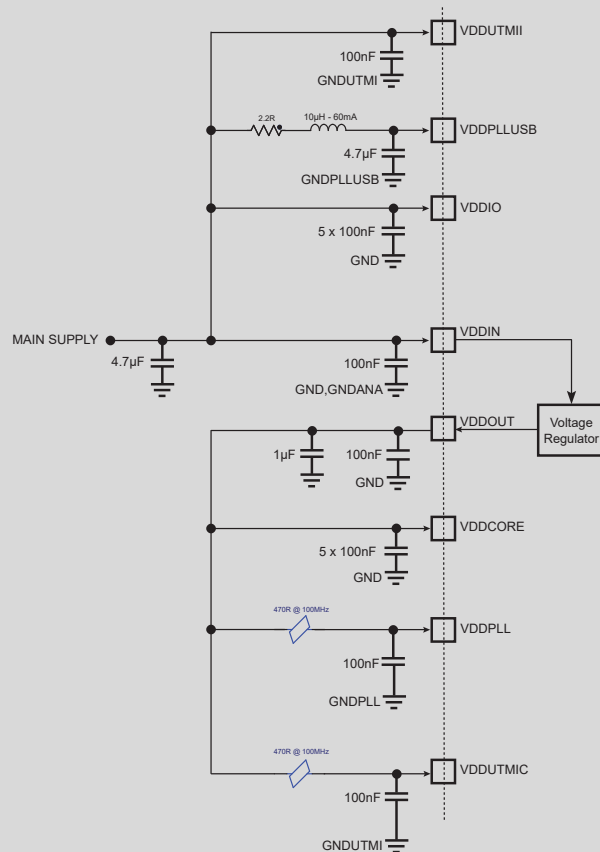 VDDUTMII
100nF
GNDUTMI
2.2R
10µH - 60mA
VDDPLLUSB
4.7µF
GNDPLLUSB
VDDIO
5 x 100nF
GND
MAIN SUPPLY
VDDIN
4.7µF
100nF
GND,GNDANA
VDDOUT
Voltage
Regulator
1µF
100nF
GND
VDDCORE
5 x 100nF
GND
470R @ 100MHz
VDDPLL
100nF
GNDPLL
470R @ 100MHz
VDDUTMIC
100nF
GNDUTMI